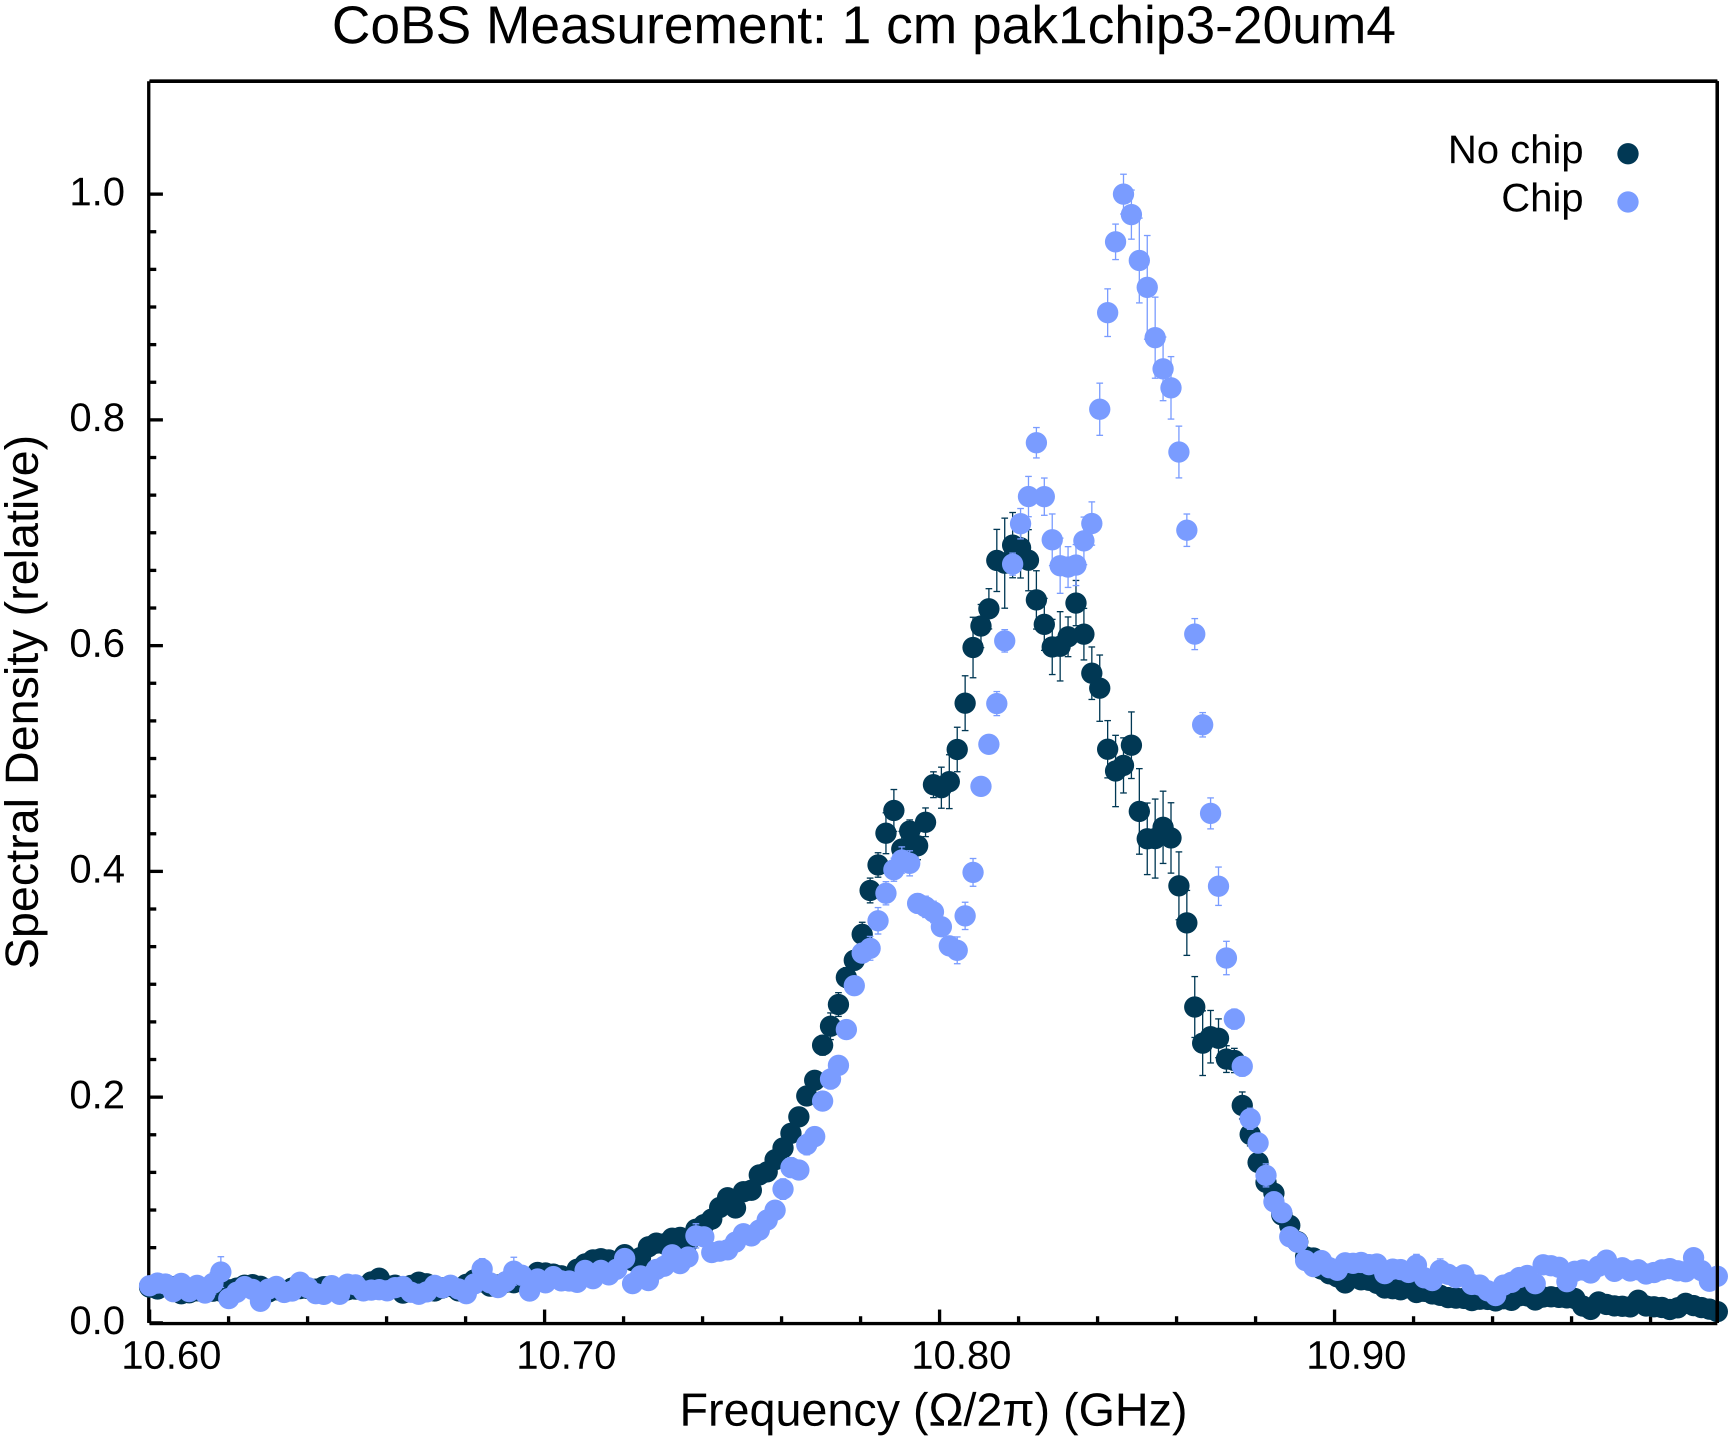 CoBS Measurement: 1 cm pak1chip3-20um4
No chip
Chip
1.0
0.8
0.6
0.4
0.2
0.0
Spectral Density (relative)
10.60 10.70 10.80 10.90
Frequency (Ω/2π) (GHz)